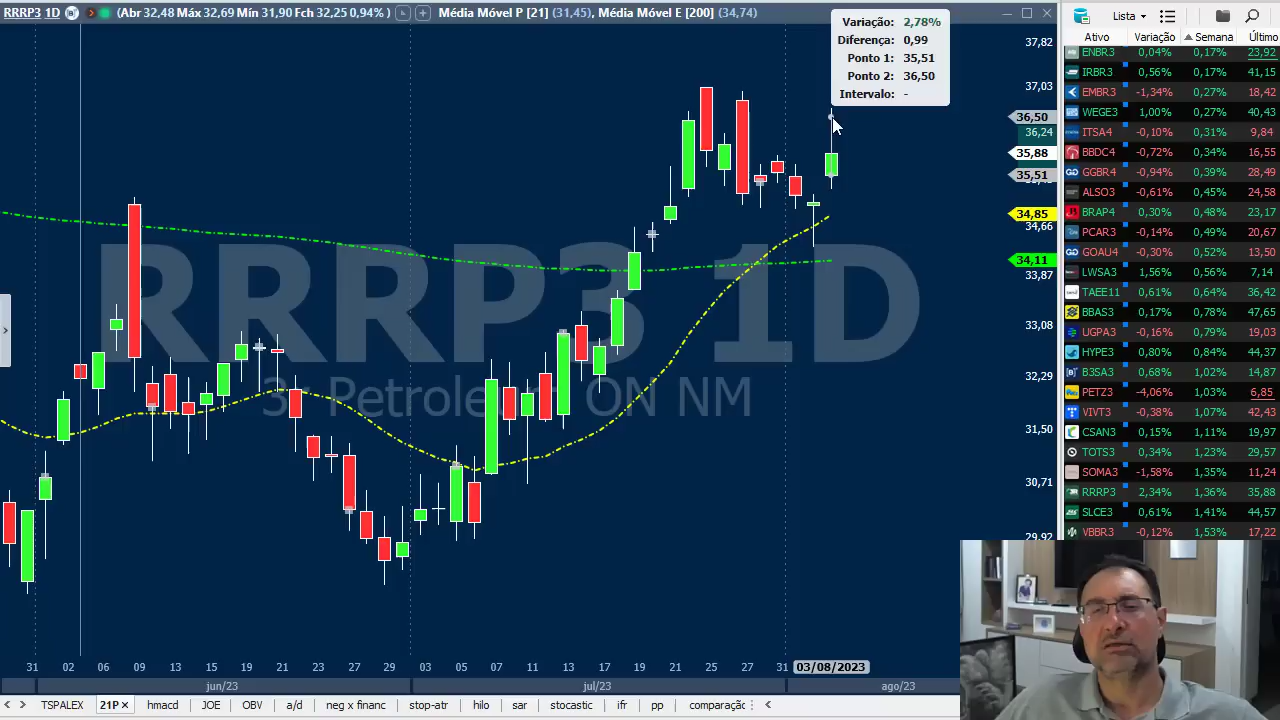 RRRP3 1D (Abr 32,48 Máx 32,69 Mín 31,90 Fch 32,25 0,94% ) Média Móvel P [21] (31,45), Média Móvel E [200] (34,74)
Variação: 2,78%
Diferença: 0,99
Ponto 1: 35,51
Ponto 2: 36,50
Intervalo: -
37,82
37,03
36,50
36,24
35,88
35,51
34,85
34,66
34,11
33,87
33,08
32,29
31,50
30,71
29,92
RRRP3 1D
3r Petroleum ON NM
31 02 06 09 13 15 19 21 23 27 29 03 05 07 11 13 17 19 21 25 27 31 03/08/2023
jun/23 jul/23 ago/23
TSPALEX 21P× hmacd JOE OBV a/d neg x financ stop-atr hilo sar stocastic ifr pp comparação
Lista
Ativo Variação Semana Último
ENBR3 0,04% 0,17% 23,92
IRBR3 0,56% 0,17% 41,15
EMBR3 -1,34% 0,27% 18,42
WEGE3 1,00% 0,27% 40,43
ITSA4 -0,10% 0,31% 9,84
BBDC4 -0,72% 0,34% 16,55
GGBR4 -0,94% 0,39% 28,49
ALSO3 -0,61% 0,45% 24,58
BRAP4 0,30% 0,48% 23,17
PCAR3 -0,14% 0,49% 20,67
GOAU4 -0,30% 0,52% 13,50
LWSA3 1,56% 0,56% 7,14
TAEE11 0,61% 0,64% 36,42
BBAS3 0,17% 0,78% 47,65
UGPA3 -0,16% 0,79% 19,03
HYPE3 0,80% 0,84% 44,37
B3SA3 0,68% 1,02% 14,87
PETZ3 -4,06% 1,03% 6,85
VIVT3 -0,38% 1,07% 42,43
CSAN3 0,15% 1,11% 19,97
TOTS3 0,34% 1,23% 29,57
SOMA3 -1,58% 1,35% 11,24
RRRP3 2,34% 1,36% 35,88
SLCE3 0,61% 1,41% 44,57
VBBR3 -0,12% 1,53% 17,22